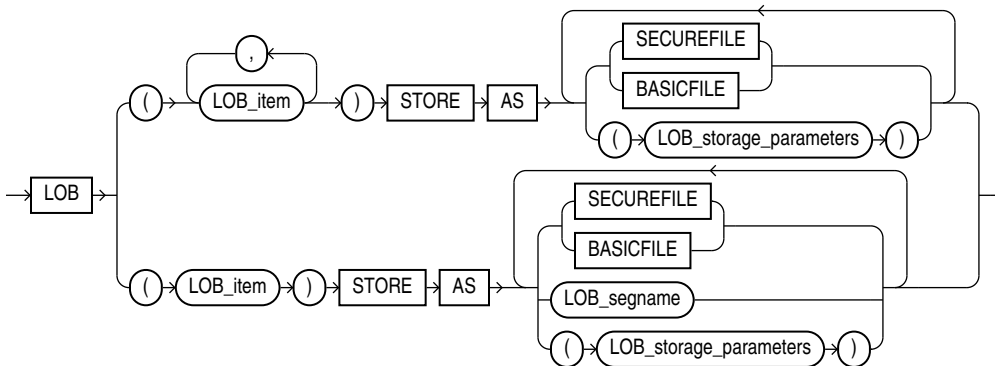 ,
SECUREFILE
BASICFILE
( LOB_item ) STORE AS
( LOB_storage_parameters )
LOB
SECUREFILE
BASICFILE
( LOB_item ) STORE AS
LOB_segname
( LOB_storage_parameters )